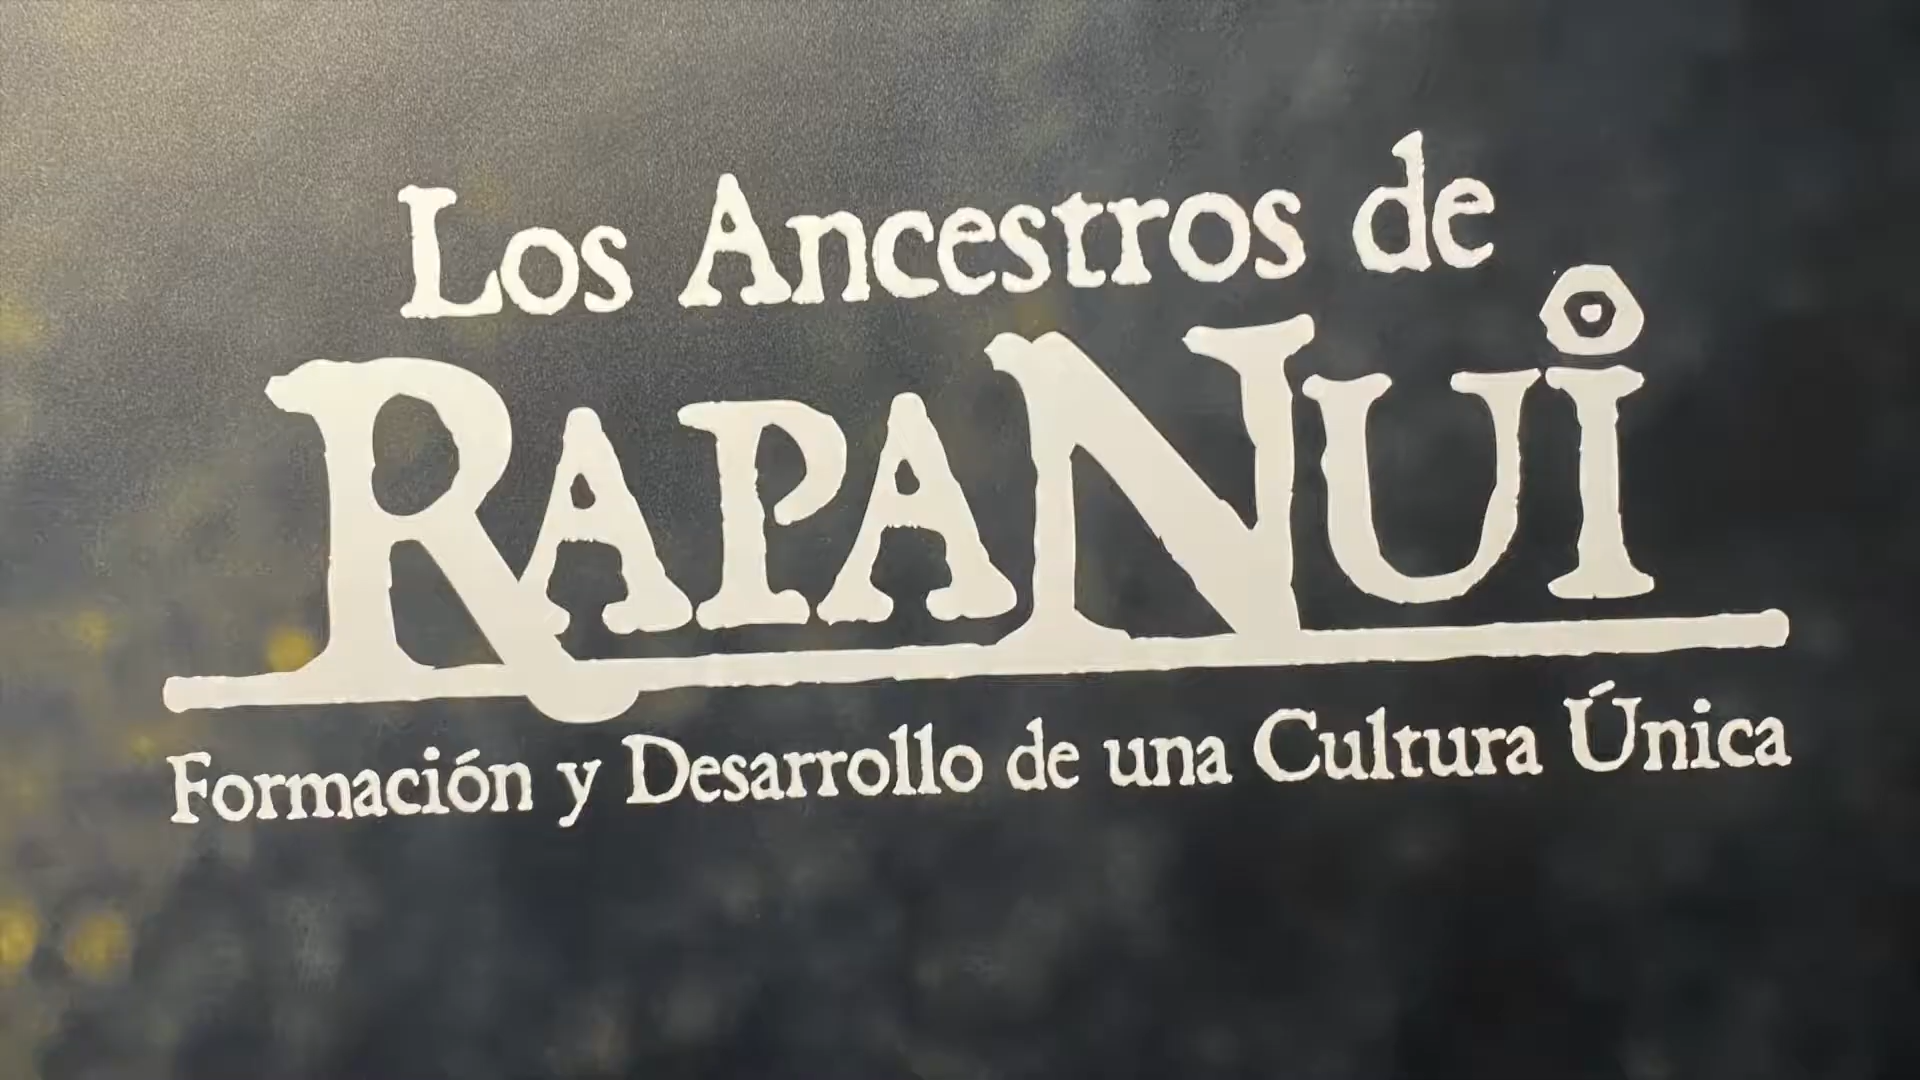 Los Ancestros de
RAPANUi
Formación y Desarrollo de una Cultura Única